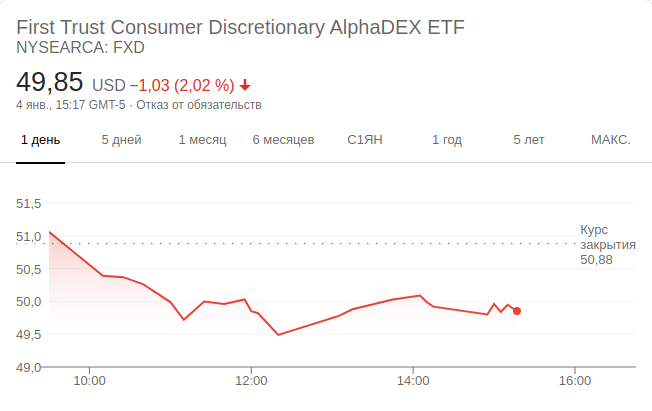 First Trust Consumer Discretionary AlphaDEX ETF
NYSEARCA: FXD
49,85 USD −1,03 (2,02 %)
4 янв., 15:17 GMT-5 · Отказ от обязательств
1 день 5 дней 1 месяц 6 месяцев С1ЯН 1 год 5 лет МАКС.
51,5
51,0
50,5
50,0
49,5
49,0
Курс
закрытия
50,88
10:00 12:00 14:00 16:00